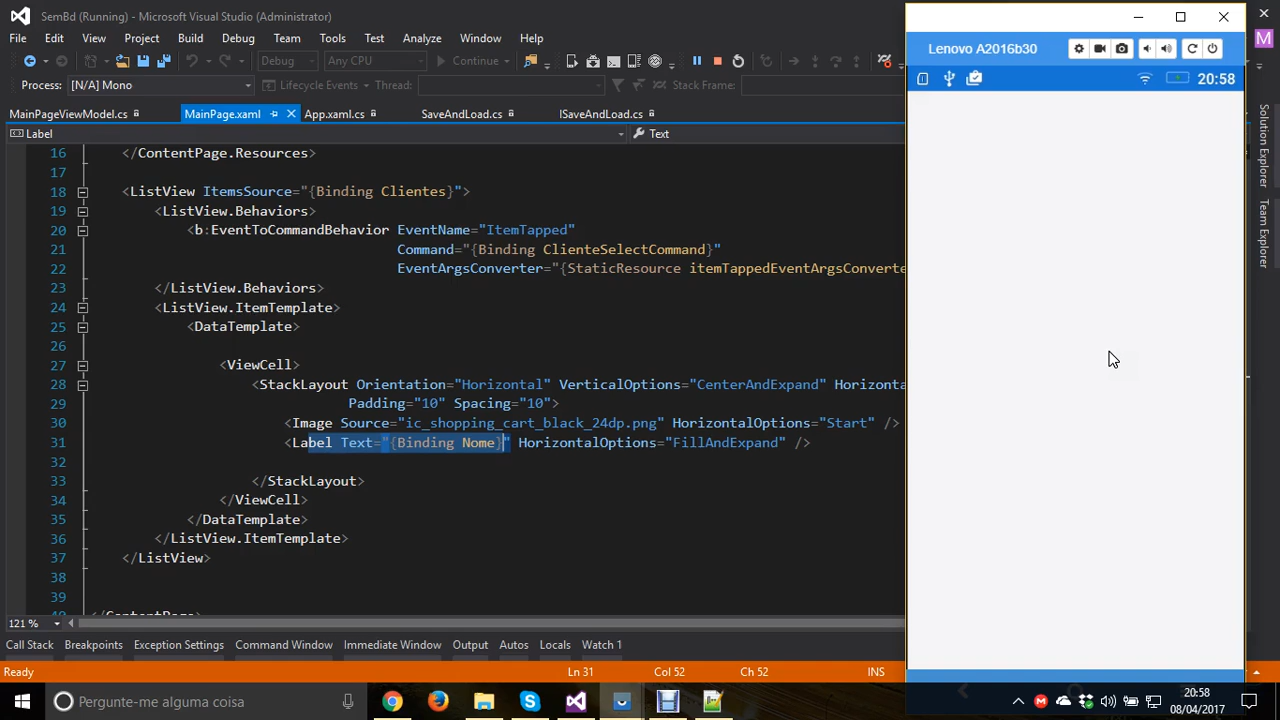 SemBd (Running) - Microsoft Visual Studio (Administrator)
File Edit View Project Build Debug Team Tools Test Analyze Window Help
Debug Any CPU Continue
Process: [N/A] Mono Lifecycle Events Thread: Stack Frame:
MainPageViewModel.cs MainPage.xaml App.xaml.cs SaveAndLoad.cs ISaveAndLoad.cs
Label Text
16 </ContentPage.Resources>
17
18 <ListView ItemsSource="{Binding Clientes}">
19 <ListView.Behaviors>
20 <b:EventToCommandBehavior EventName="ItemTapped"
21 Command="{Binding ClienteSelectCommand}"
22 EventArgsConverter="{StaticResource itemTappedEventArgsConverte
23 </ListView.Behaviors>
24 <ListView.ItemTemplate>
25 <DataTemplate>
26
27 <ViewCell>
28 <StackLayout Orientation="Horizontal" VerticalOptions="CenterAndExpand" Horizont
29 Padding="10" Spacing="10">
30 <Image Source="ic_shopping_cart_black_24dp.png" HorizontalOptions="Start" />
31 <Label Text="{Binding Nome}" HorizontalOptions="FillAndExpand" />
32
33 </StackLayout>
34 </ViewCell>
35 </DataTemplate>
36 </ListView.ItemTemplate>
37 </ListView>
38
39
</ContentPage>
121 %
Call Stack Breakpoints Exception Settings Command Window Immediate Window Output Autos Locals Watch 1
Ready Ln 31 Col 52 Ch 52 INS
Pergunte-me alguma coisa
Lenovo A2016b30
20:58
M
Solution Explorer
Team Explorer
20:58
08/04/2017